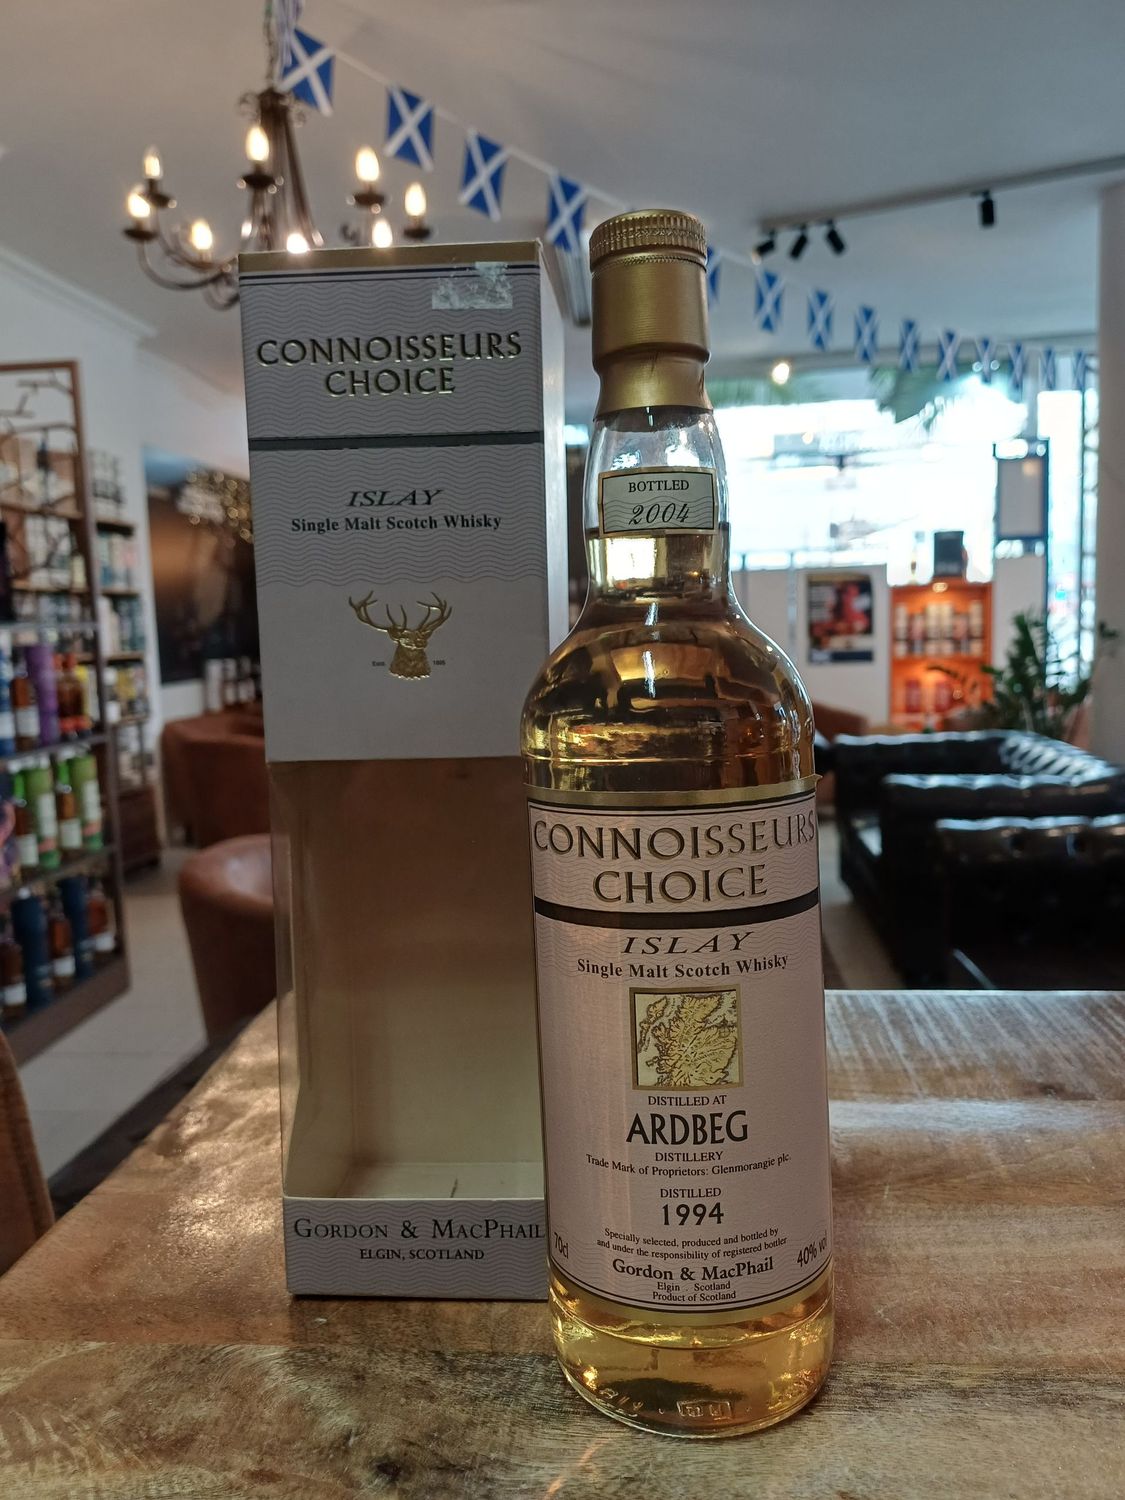 CONNOISSEURS
CHOICE
ISLAY
Single Malt Scotch Whisky
Estd 1895
GORDON & MACPHAIL
ELGIN, SCOTLAND
BOTTLED
2004
CONNOISSEURS
CHOICE
ISLAY
Single Malt Scotch Whisky
DISTILLED AT
ARDBEG
DISTILLERY
Trade Mark of Proprietors: Glenmorangie plc.
DISTILLED
1994
Specially selected, produced and bottled by
and under the responsibility of registered bottler
70cl
Gordon & MacPhail
40% vol
Elgin . Scotland
Product of Scotland